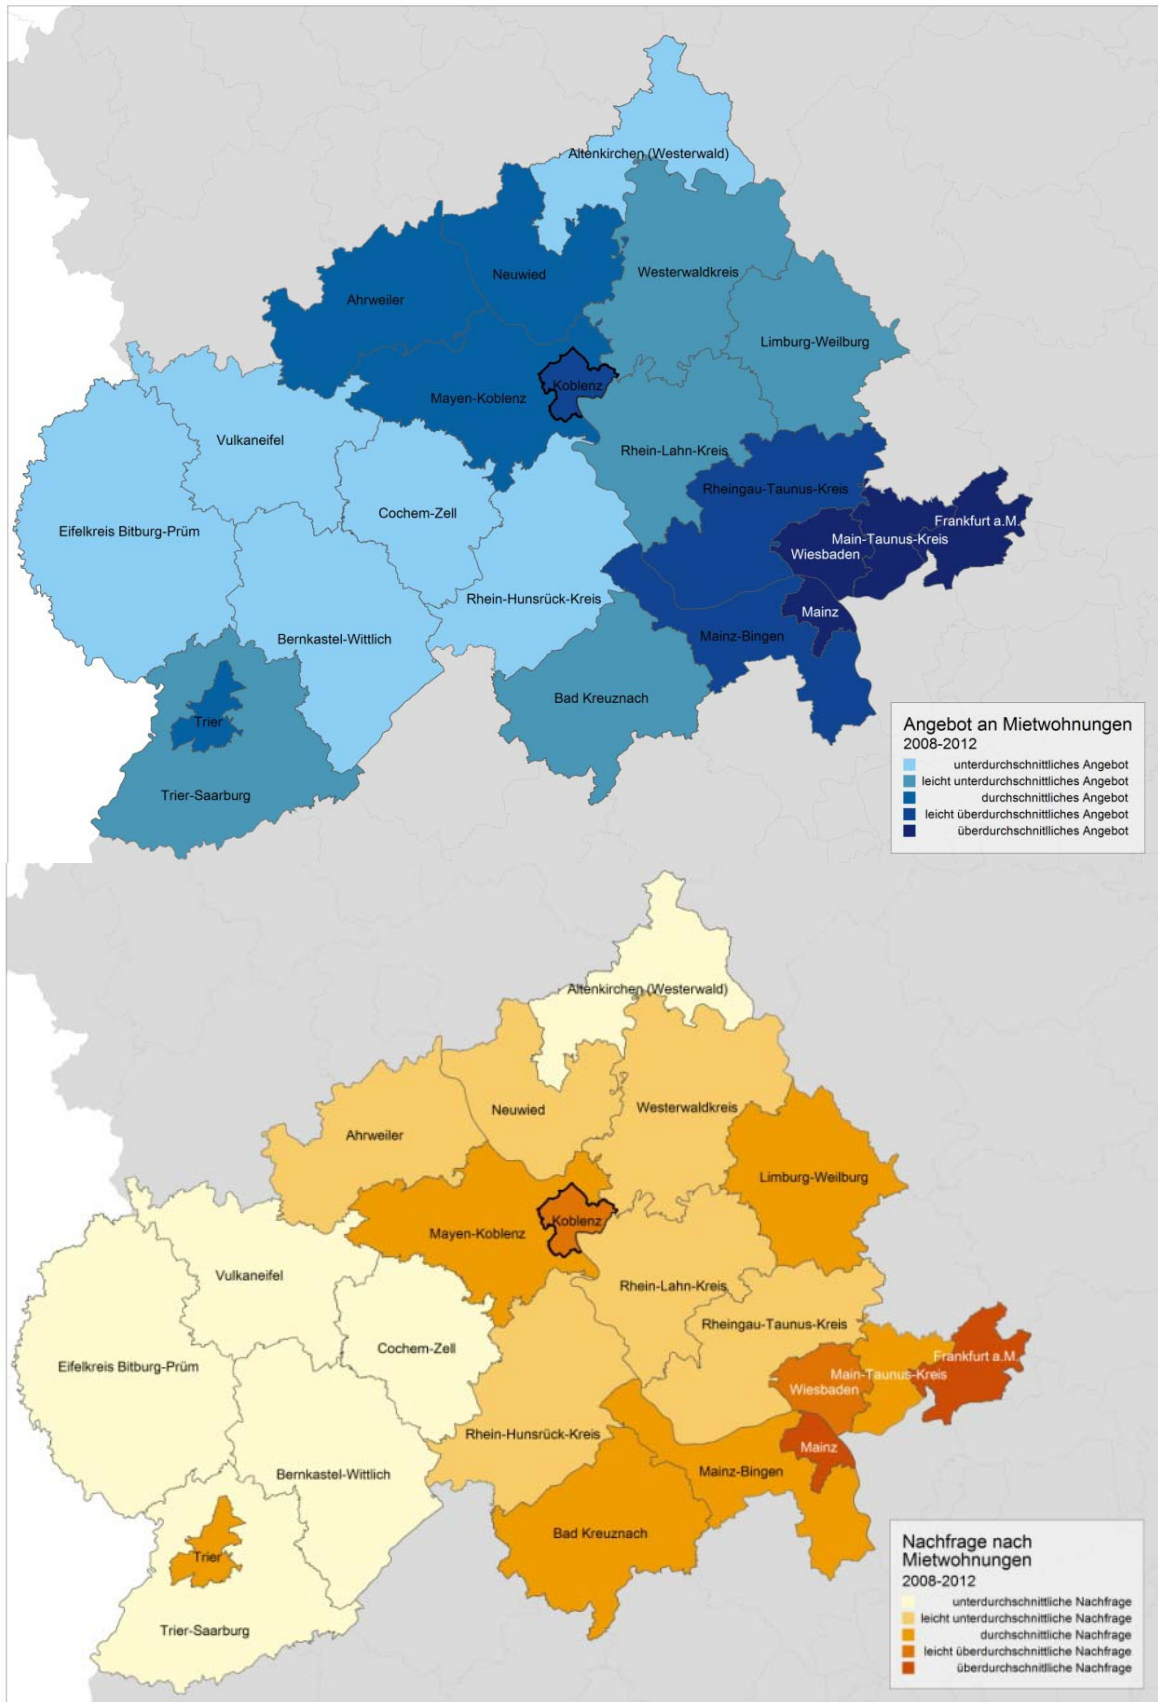 Altenkirchen (Westerwald)
Neuwied
Westerwaldkreis
Ahrweiler
Limburg-Weilburg
Koblenz
Mayen-Koblenz
Vulkaneifel
Rhein-Lahn-Kreis
Rheingau-Taunus-Kreis
Cochem-Zell
Frankfurt a.M.
Eifelkreis Bitburg-Prüm
Main-Taunus-Kreis
Wiesbaden
Rhein-Hunsrück-Kreis
Mainz
Bernkastel-Wittlich
Mainz-Bingen
Bad Kreuznach
Trier
Trier-Saarburg
Angebot an Mietwohnungen
2008-2012
unterdurchschnittliches Angebot
leicht unterdurchschnittliches Angebot
durchschnittliches Angebot
leicht überdurchschnittliches Angebot
überdurchschnitlliches Angebot
Altenkirchen (Westerwald)
Neuwied
Westerwaldkreis
Ahrweiler
Limburg-Weilburg
Koblenz
Mayen-Koblenz
Vulkaneifel
Rhein-Lahn-Kreis
Rheingau-Taunus-Kreis
Cochem-Zell
Frankfurt a.M.
Eifelkreis Bitburg-Prüm
Main-Taunus-Kreis
Wiesbaden
Rhein-Hunsrück-Kreis
Mainz
Bernkastel-Wittlich
Mainz-Bingen
Bad Kreuznach
Trier
Trier-Saarburg
Nachfrage nach
Mietwohnungen
2008-2012
unterdurchschnittliche Nachfrage
leicht unterdurchschnittliche Nachfrage
durchschnittliche Nachfrage
leicht überdurchschnittliche Nachfrage
überdurchschnitlliche Nachfrage